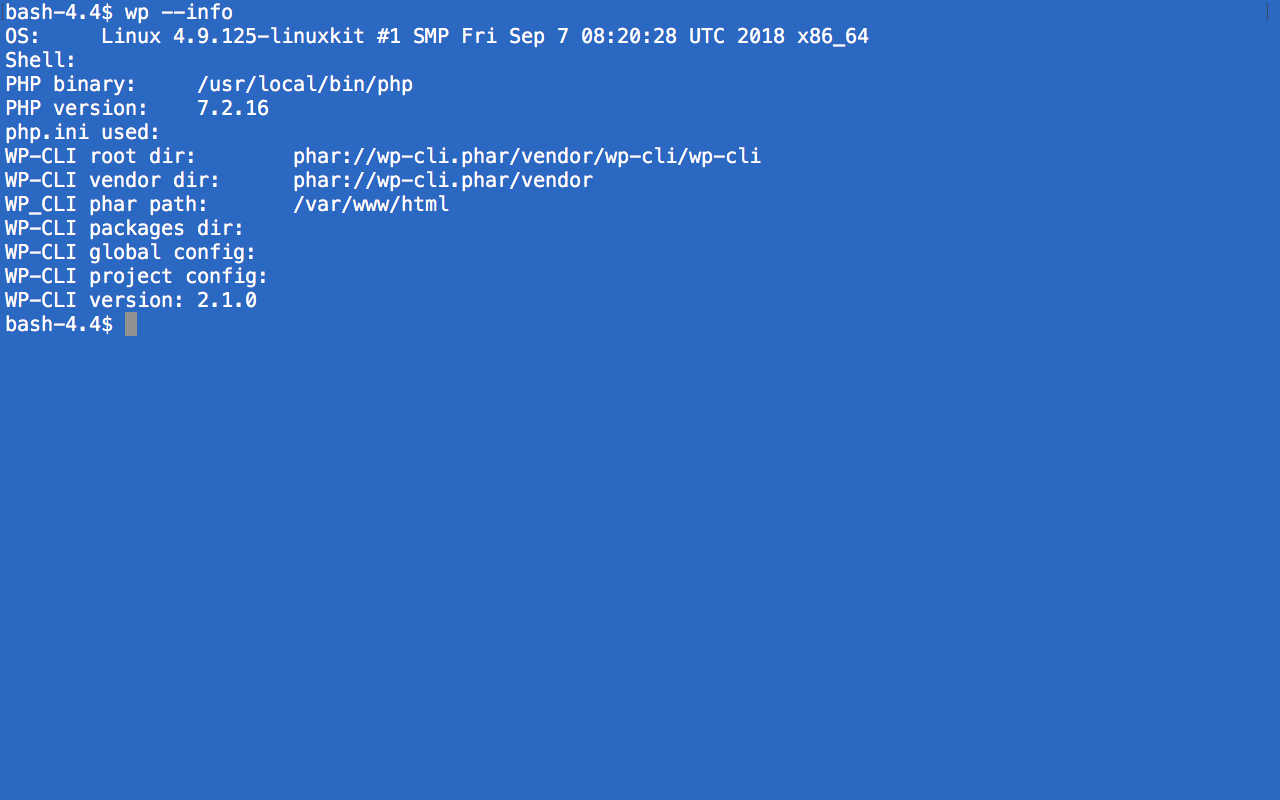 bash-4.4$ wp --info
OS:     Linux 4.9.125-linuxkit #1 SMP Fri Sep 7 08:20:28 UTC 2018 x86_64
Shell:
PHP binary:     /usr/local/bin/php
PHP version:    7.2.16
php.ini used:
WP-CLI root dir:        phar://wp-cli.phar/vendor/wp-cli/wp-cli
WP-CLI vendor dir:      phar://wp-cli.phar/vendor
WP_CLI phar path:       /var/www/html
WP-CLI packages dir:
WP-CLI global config:
WP-CLI project config:
WP-CLI version: 2.1.0
bash-4.4$